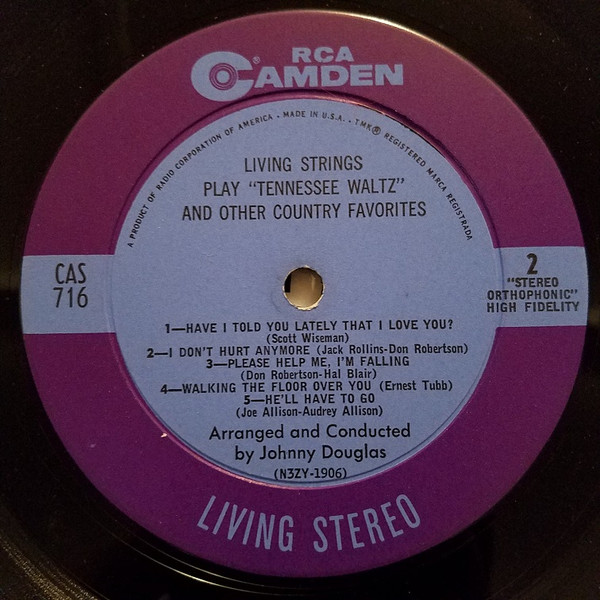 RCA
CAMDEN®
A PRODUCT OF RADIO CORPORATION OF AMERICA • MADE IN U.S.A. • TMK® REGISTERED MARCA REGISTRADA
LIVING STRINGS
PLAY "TENNESSEE WALTZ"
AND OTHER COUNTRY FAVORITES
CAS
716
2
"STEREO
ORTHOPHONIC"
HIGH FIDELITY
1—HAVE I TOLD YOU LATELY THAT I LOVE YOU?
(Scott Wiseman)
2—I DON'T HURT ANYMORE (Jack Rollins-Don Robertson)
3—PLEASE HELP ME, I'M FALLING
(Don Robertson-Hal Blair)
4—WALKING THE FLOOR OVER YOU (Ernest Tubb)
5—HE'LL HAVE TO GO
(Joe Allison-Audrey Allison)
Arranged and Conducted
by Johnny Douglas
(N3ZY-1906)
LIVING STEREO